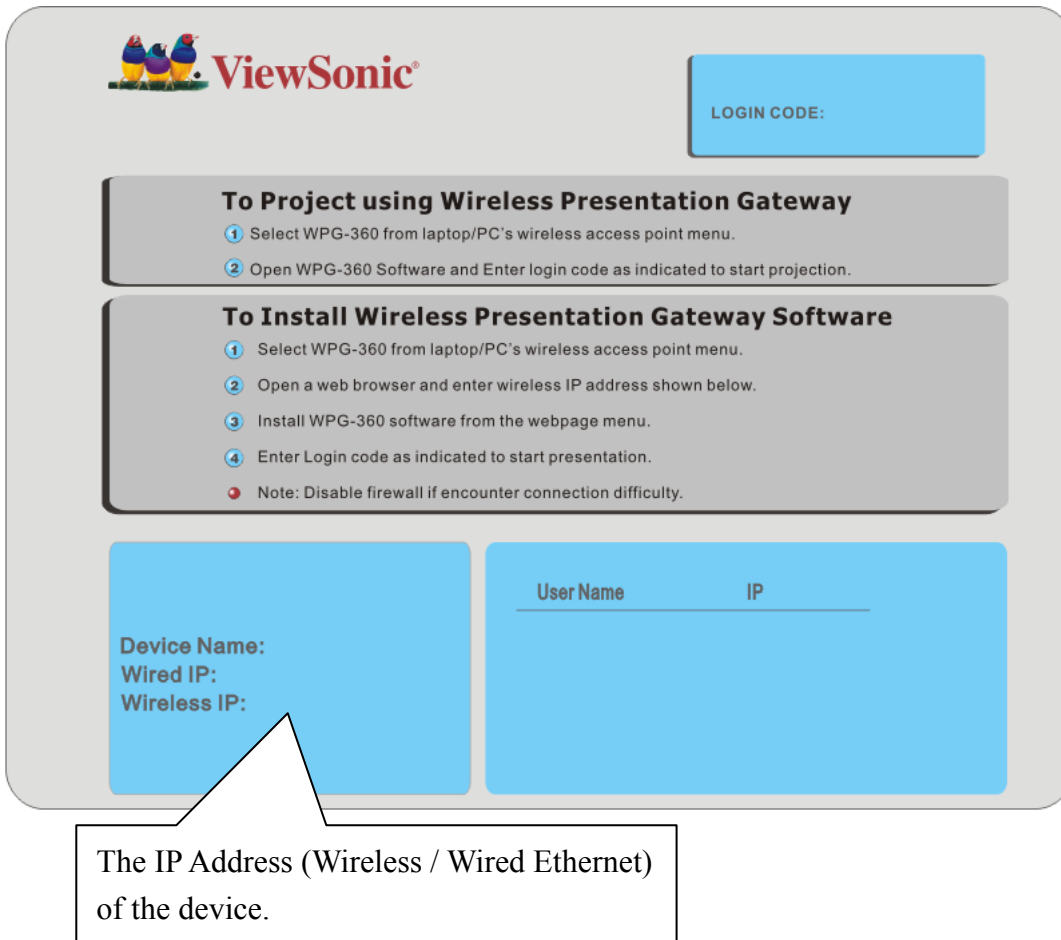 ViewSonic®
LOGIN CODE:
To Project using Wireless Presentation Gateway
1 Select WPG-360 from laptop/PC's wireless access point menu.
2 Open WPG-360 Software and Enter login code as indicated to start projection.
To Install Wireless Presentation Gateway Software
1 Select WPG-360 from laptop/PC's wireless access point menu.
2 Open a web browser and enter wireless IP address shown below.
3 Install WPG-360 software from the webpage menu.
4 Enter Login code as indicated to start presentation.
Note: Disable firewall if encounter connection difficulty.
Device Name:
Wired IP:
Wireless IP:
User Name IP
The IP Address (Wireless / Wired Ethernet)
of the device.